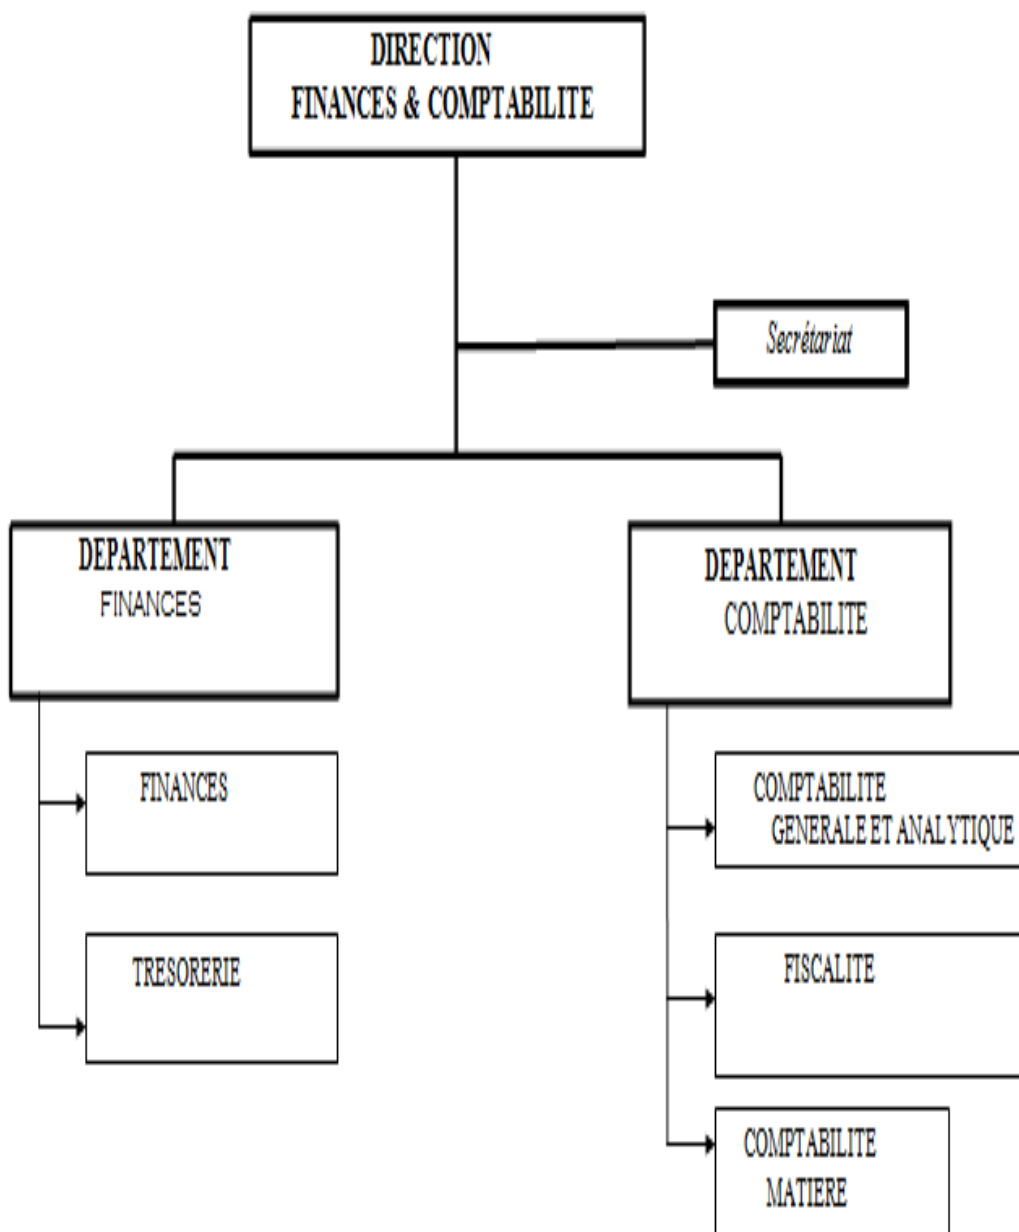 DIRECTION
FINANCES & COMPTABILITE
Secrétariat
DEPARTEMENT
FINANCES
DEPARTEMENT
COMPTABILITE
FINANCES
TRESORERIE
COMPTABILITE
GENERALE ET ANALYTIQUE
FISCALITE
COMPTABILITE
MATIERE